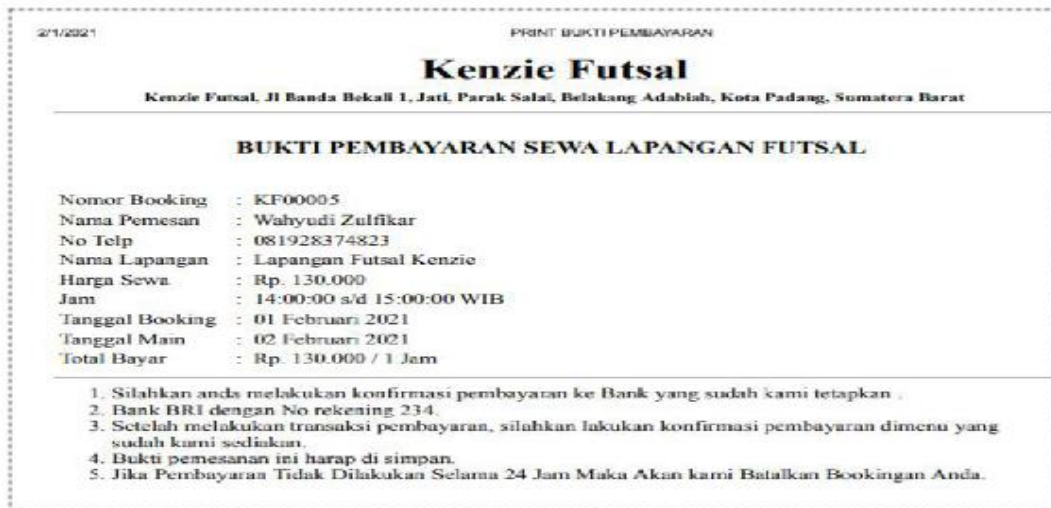 2/1/2021 PRINT BUKTI PEMBAYARAN
Kenzie Futsal
Kenzie Futsal, Jl Banda Bekali 1, Jati, Parak Salai, Belakang Adabiah, Kota Padang, Sumatera Barat
BUKTI PEMBAYARAN SEWA LAPANGAN FUTSAL
Nomor Booking : KF00005
Nama Pemesan : Wahyudi Zulfikar
No Telp : 081928374823
Nama Lapangan : Lapangan Futsal Kenzie
Harga Sewa : Rp. 130.000
Jam : 14:00:00 s/d 15:00:00 WIB
Tanggal Booking : 01 Februari 2021
Tanggal Main : 02 Februari 2021
Total Bayar : Rp. 130.000 / 1 Jam
1. Silahkan anda melakukan konfirmasi pembayaran ke Bank yang sudah kami tetapkan .
2. Bank BRI dengan No rekening 234.
3. Setelah melakukan transaksi pembayaran, silahkan lakukan konfirmasi pembayaran dimenu yang
sudah kami sediakan.
4. Bukti pemesanan ini harap di simpan.
5. Jika Pembayaran Tidak Dilakukan Selama 24 Jam Maka Akan kami Batalkan Bookingan Anda.